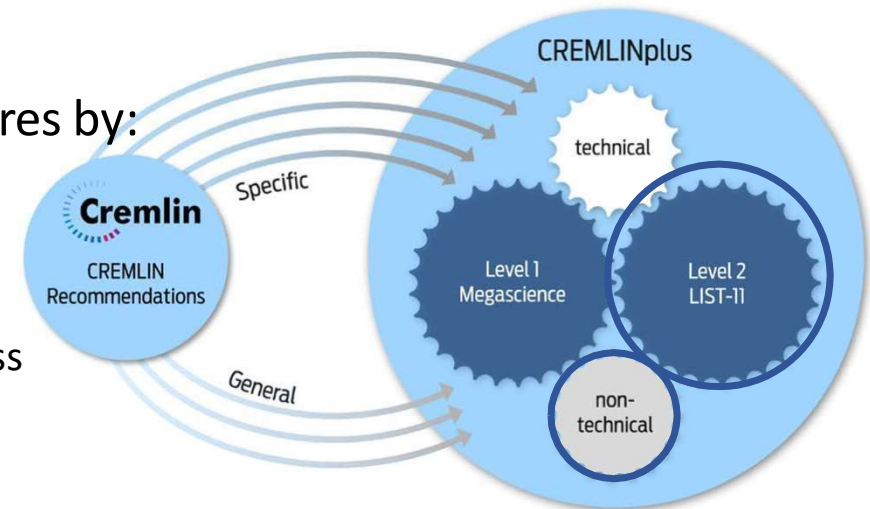 res by:
ss
Cremlin
CREMLIN
Recommendations
Specific
General
CREMLINplus
technical
Level 1
Megascience
Level 2
LIST-11
non-
technical